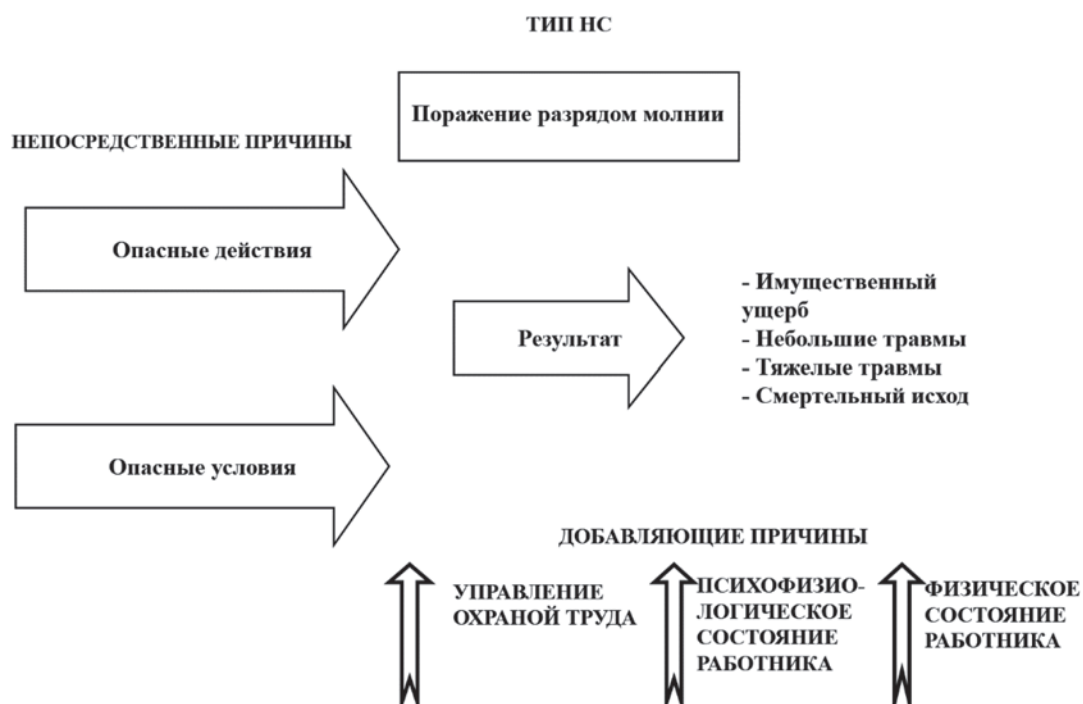 ТИП НС
Поражение разрядом молнии
НЕПОСРЕДСТВЕННЫЕ ПРИЧИНЫ
Опасные действия
Результат
- Имущественный
ущерб
- Небольшие травмы
- Тяжелые травмы
- Смертельный исход
Опасные условия
ДОБАВЛЯЮЩИЕ ПРИЧИНЫ
УПРАВЛЕНИЕ
ОХРАНОЙ ТРУДА
ПСИХОФИЗИО-
ЛОГИЧЕСКОЕ
СОСТОЯНИЕ
РАБОТНИКА
ФИЗИЧЕСКОЕ
СОСТОЯНИЕ
РАБОТНИКА